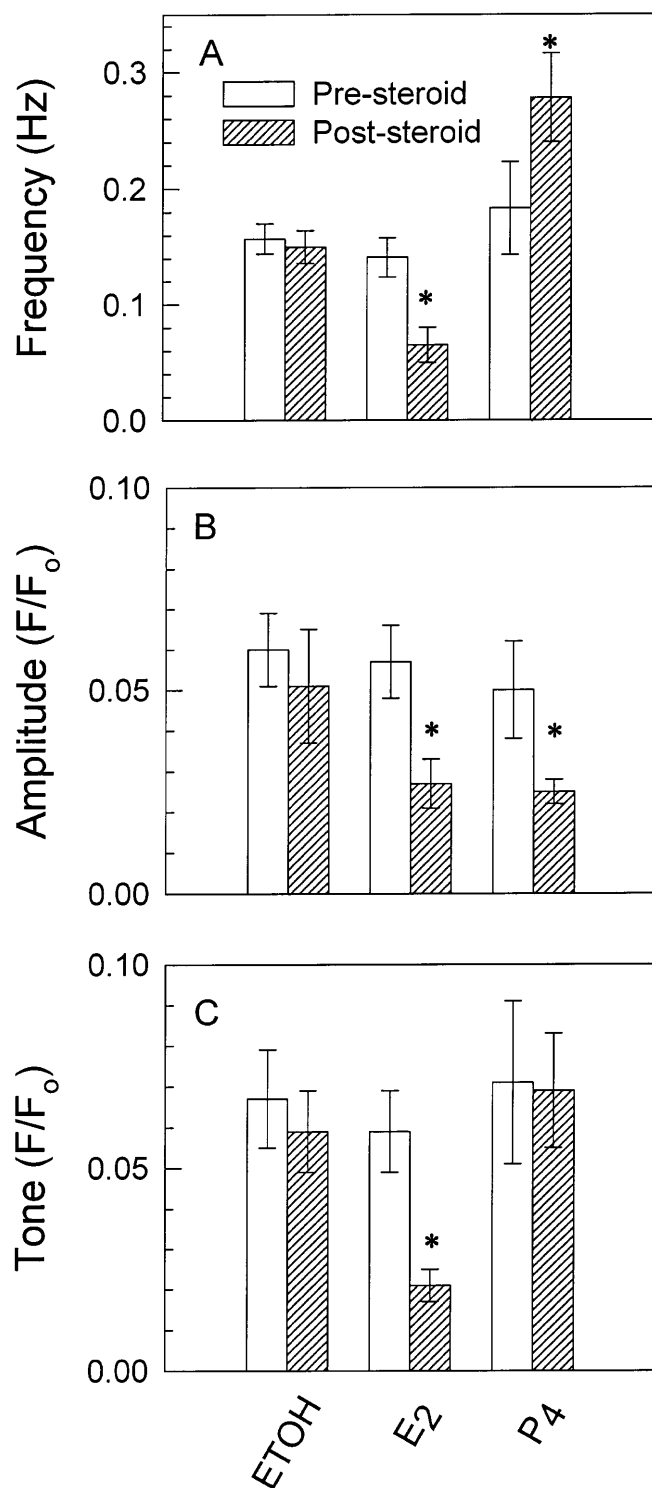 A
Frequency (Hz)
0.3
0.2
0.1
0.0
Pre-steroid
Post-steroid
*
*
B
Amplitude (F/Fo)
0.10
0.05
0.00
*
*
C
Tone (F/Fo)
0.10
0.05
0.00
*
ETOH
E2
P4